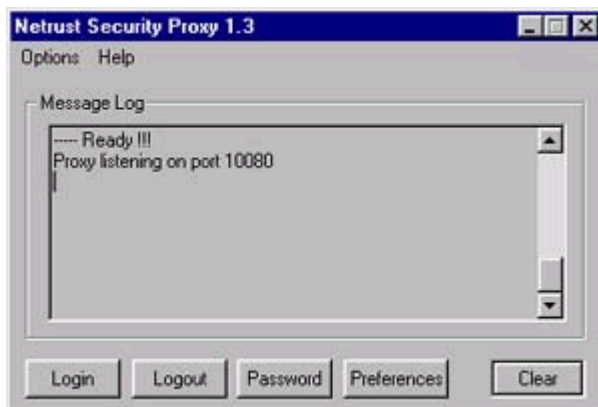 Netrust Security Proxy 1.3
Options Help
Message Log
----- Ready !!!
Proxy listening on port 10080
Login Logout Password Preferences Clear